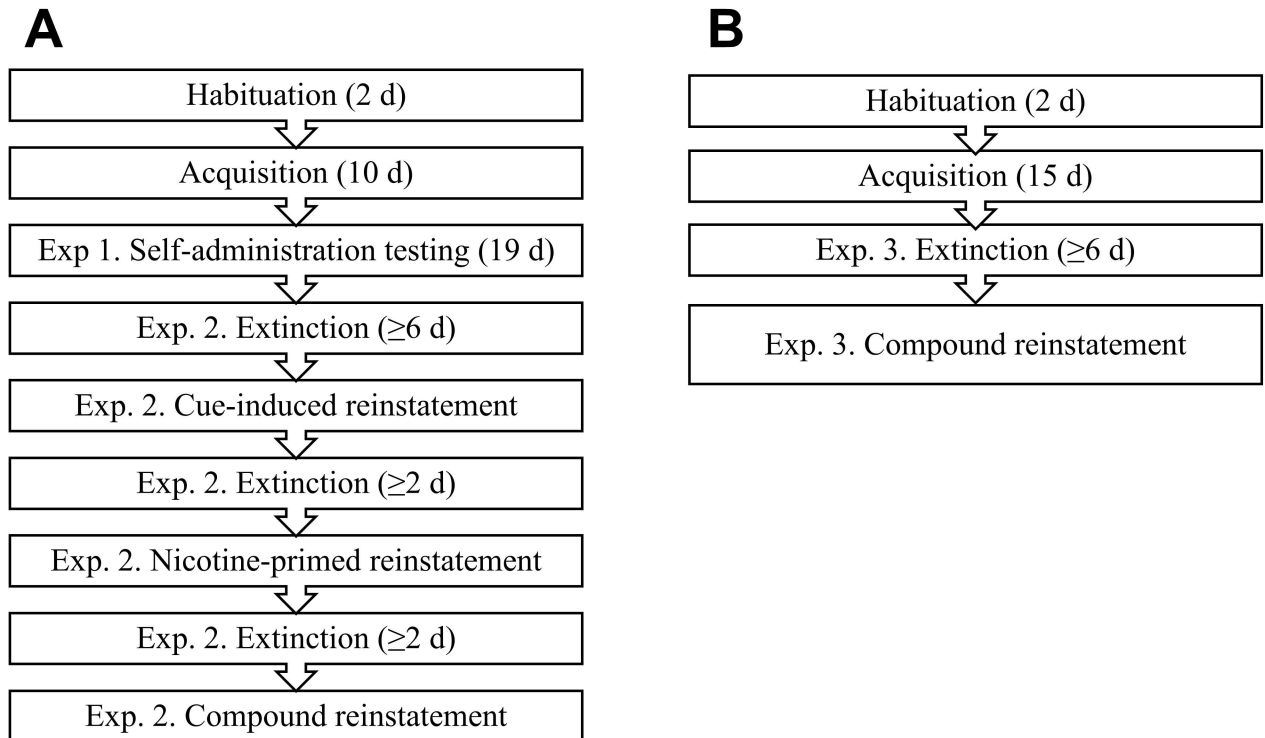 A
Habituation (2 d)
Acquisition (10 d)
Exp 1. Self-administration testing (19 d)
Exp. 2. Extinction (≥6 d)
Exp. 2. Cue-induced reinstatement
Exp. 2. Extinction (≥2 d)
Exp. 2. Nicotine-primed reinstatement
Exp. 2. Extinction (≥2 d)
Exp. 2. Compound reinstatement
B
Habituation (2 d)
Acquisition (15 d)
Exp. 3. Extinction (≥6 d)
Exp. 3. Compound reinstatement